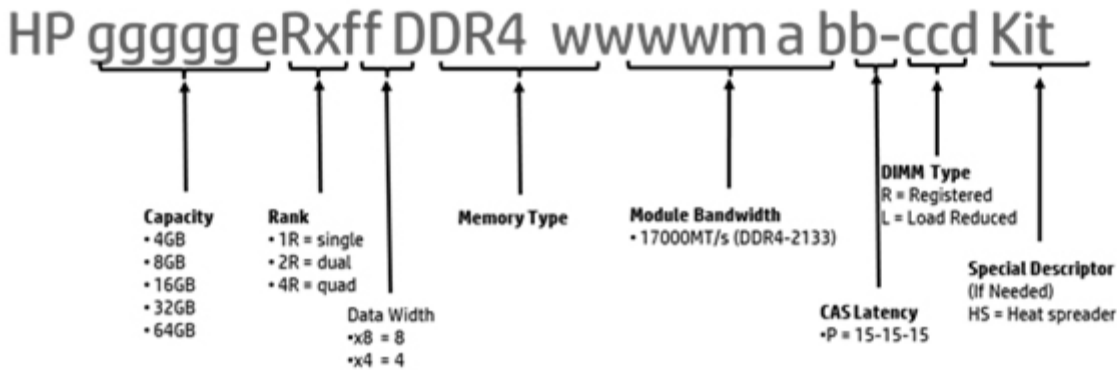 HP ggggg eRxff DDR4 wwwwm a bb-ccd Kit
Capacity
• 4GB
• 8GB
• 16GB
• 32GB
• 64GB
Rank
• 1R = single
• 2R = dual
• 4R = quad
Data Width
•x8 = 8
•x4 = 4
Memory Type
Module Bandwidth
• 17000MT/s (DDR4-2133)
CAS Latency
•P = 15-15-15
DIMM Type
R = Registered
L = Load Reduced
Special Descriptor
(If Needed)
HS = Heat spreader